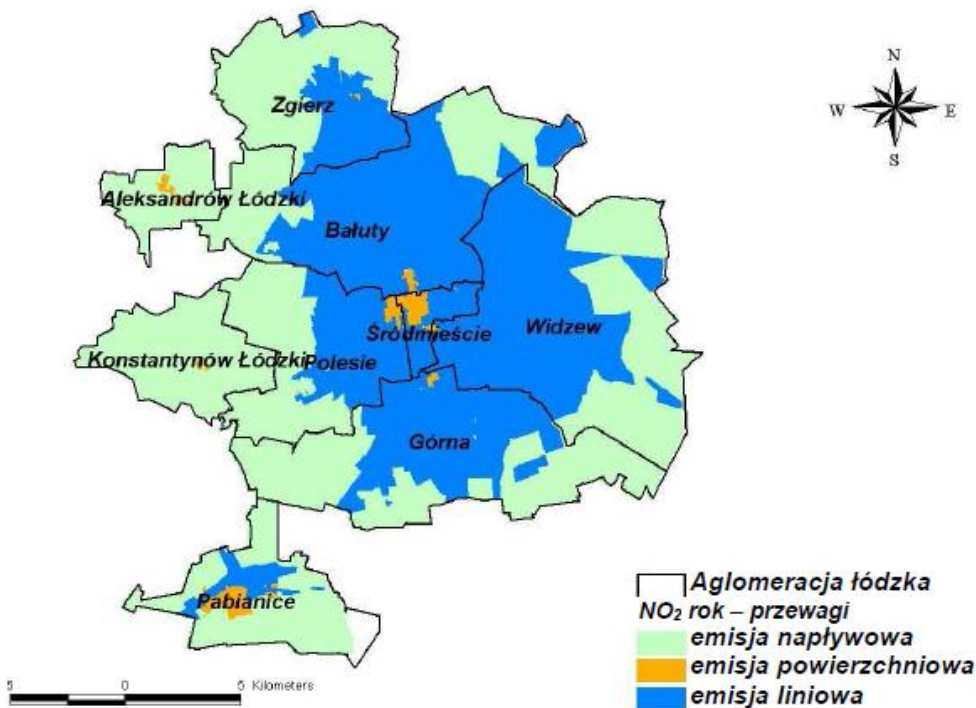 N
W E
S
Zgierz
Aleksandrów Łódzki
Bałuty
Śródmieście
Widzew
Konstantynów Łódzki
Polesie
Górna
Pabianice
Aglomeracja łódzka
NO₂ rok – przewagi
emisja napływowa
emisja powierzchniowa
emisja liniowa
5 0 5 Kilometers